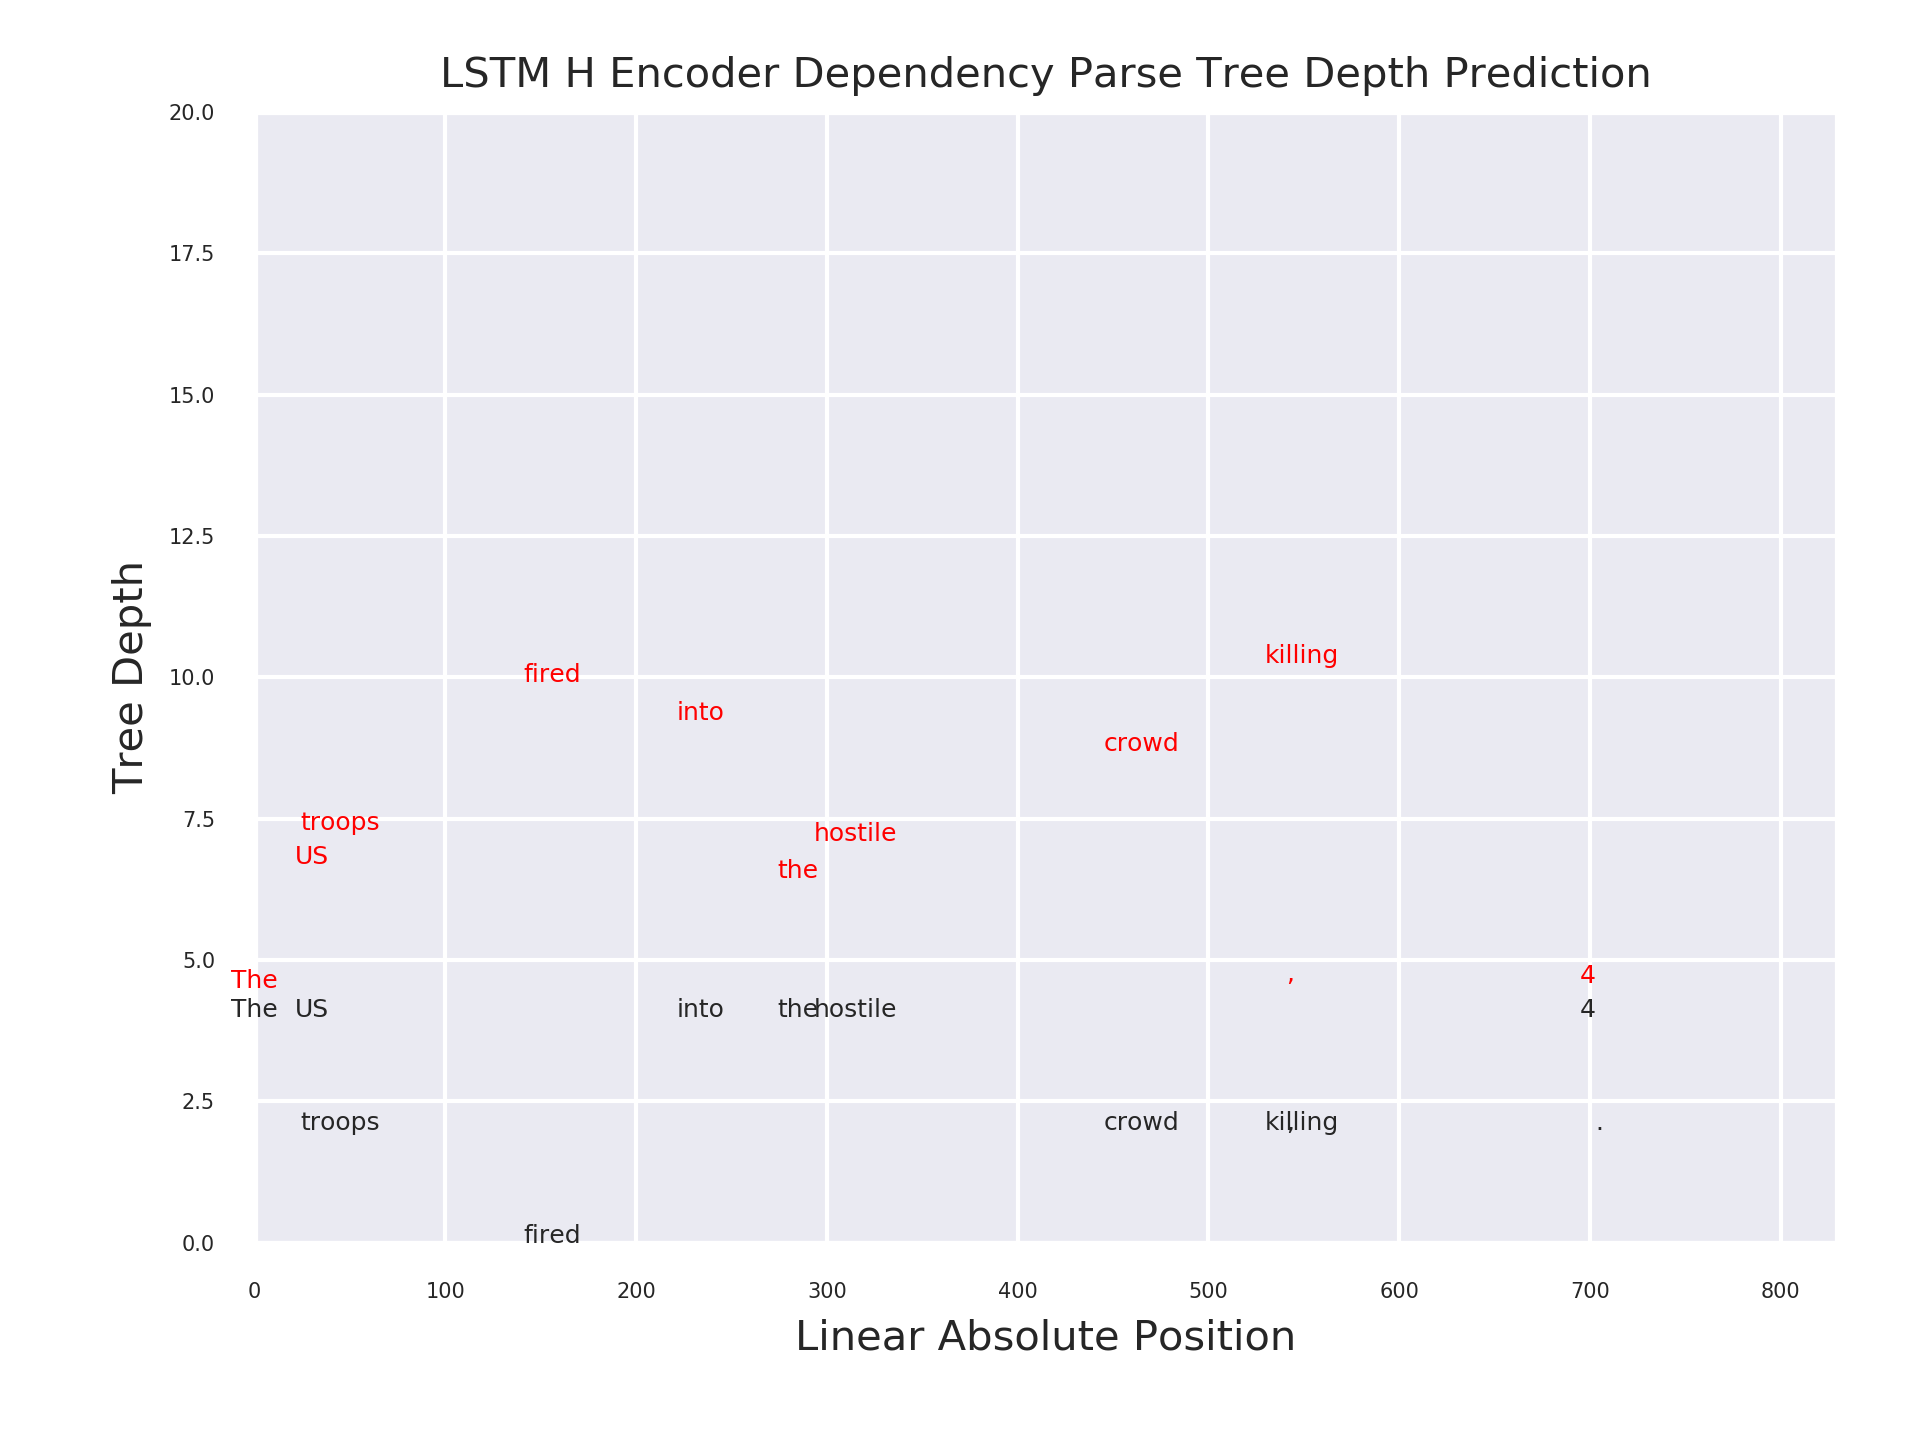 LSTM H Encoder Dependency Parse Tree Depth Prediction
20.0
17.5
15.0
12.5
10.0
7.5
5.0
2.5
0.0
Tree Depth
killing
fired
into
crowd
troops
hostile
US
the
The
,
4
The US into the hostile 4
troops crowd killing , .
fired
0 100 200 300 400 500 600 700 800
Linear Absolute Position